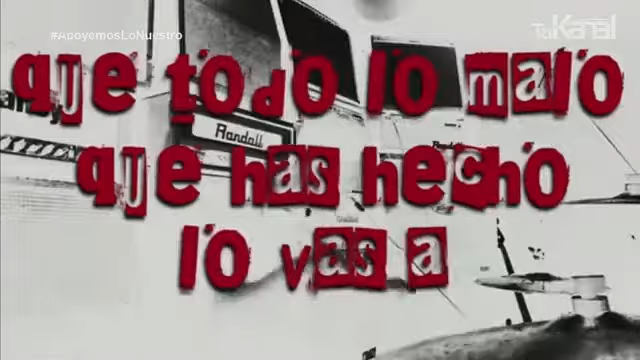 #ApoyemosLoNuestro
TuKanal
que todo lo malo
Randall
que has hecho
lo vas a